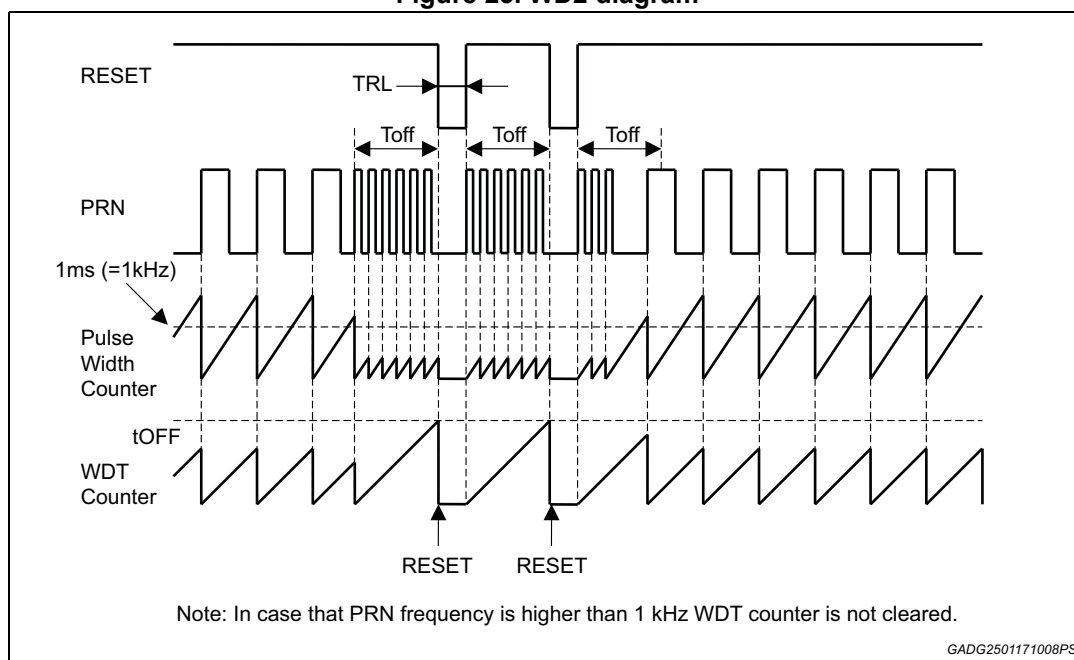 Figure 23. WD2 diagram
RESET
TRL
Toff Toff Toff
PRN
1ms (=1kHz)
Pulse
Width
Counter
tOFF
WDT
Counter
RESET RESET
Note: In case that PRN frequency is higher than 1 kHz WDT counter is not cleared.
GADG2501171008PS